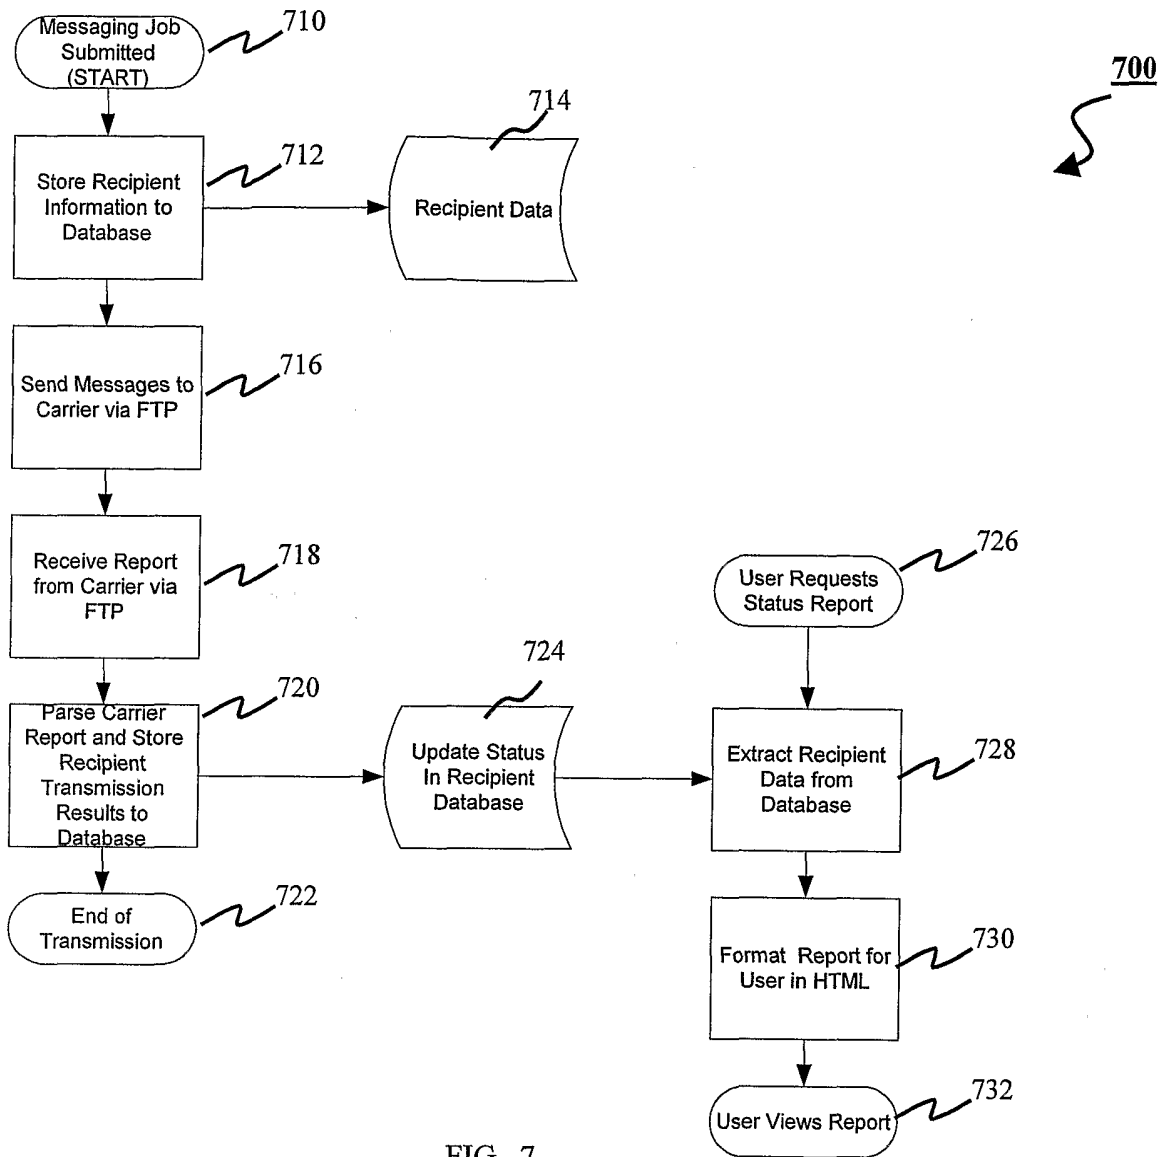 Messaging Job
Submitted
(START)
710
700
Store Recipient
Information to
Database
712
Recipient Data
714
Send Messages to
Carrier via FTP
716
Receive Report
from Carrier via
FTP
718
Parse Carrier
Report and Store
Recipient
Transmission
Results to
Database
720
Update Status
In Recipient
Database
724
End of
Transmission
722
User Requests
Status Report
726
Extract Recipient
Data from
Database
728
Format Report for
User in HTML
730
User Views Report
732
FIG. 7